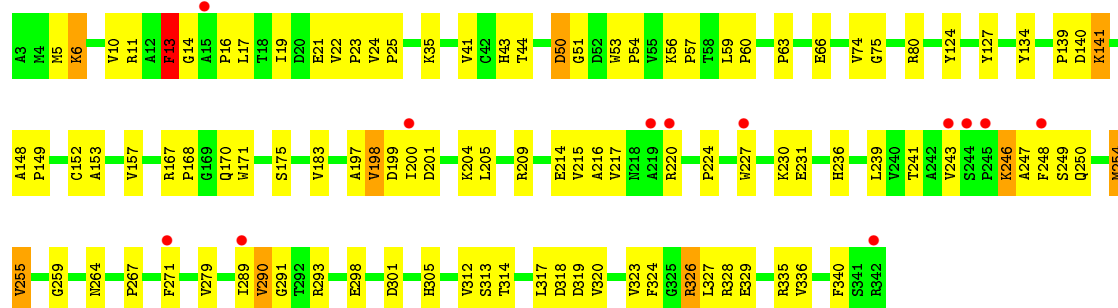 A3 M4 M5 K6 V10 R11 A12 F13 G14 A15 P16 L17 T18 I19 D20 E21 V22 P23 V24 P25 K35 V41 C42 H43 T44 D50 G51 D52 W53 P54 V55 K56 P57 T58 L59 P60 P63 E66 V74 G75 R80 Y124 Y127 Y134 P139 D140 K141
A148 P149 C152 A153 V157 R167 P168 G169 Q170 W171 S175 V183 A197 V198 D199 I200 D201 K204 L205 R209 E214 V215 A216 V217 N218 A219 R220 P224 W227 K230 E231 H236 L239 V240 T241 A242 V243 S244 P245 K246 A247 F248 S249 Q250 M254
V255 G259 N264 P267 F271 V279 I289 V290 G291 T292 R293 E298 D301 H305 V312 S313 T314 L317 D318 D319 V320 V323 F324 G325 R326 L327 R328 E329 R335 V336 F340 S341 R342